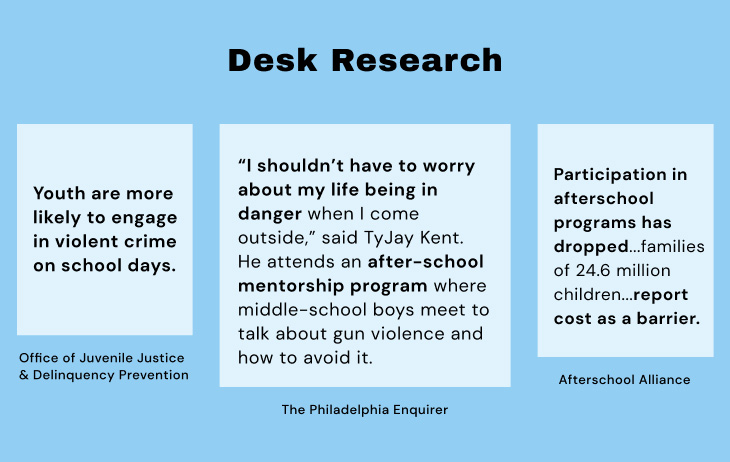 Desk Research
Youth are more
likely to engage
in violent crime
on school days.
Office of Juvenile Justice
& Delinquency Prevention
“I shouldn’t have to worry
about my life being in
danger when I come
outside,” said TyJay Kent.
He attends an after-school
mentorship program where
middle-school boys meet to
talk about gun violence and
how to avoid it.
The Philadelphia Enquirer
Participation in
afterschool
programs has
dropped...families
of 24.6 million
children...report
cost as a barrier.
Afterschool Alliance